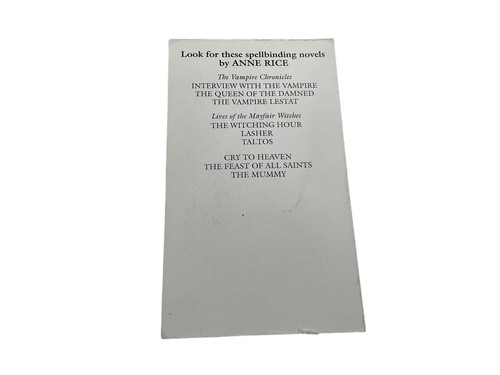 Look for these spellbinding novels
by ANNE RICE
The Vampire Chronicles
INTERVIEW WITH THE VAMPIRE
THE QUEEN OF THE DAMNED
THE VAMPIRE LESTAT
Lives of the Mayfair Witches
THE WITCHING HOUR
LASHER
TALTOS
CRY TO HEAVEN
THE FEAST OF ALL SAINTS
THE MUMMY